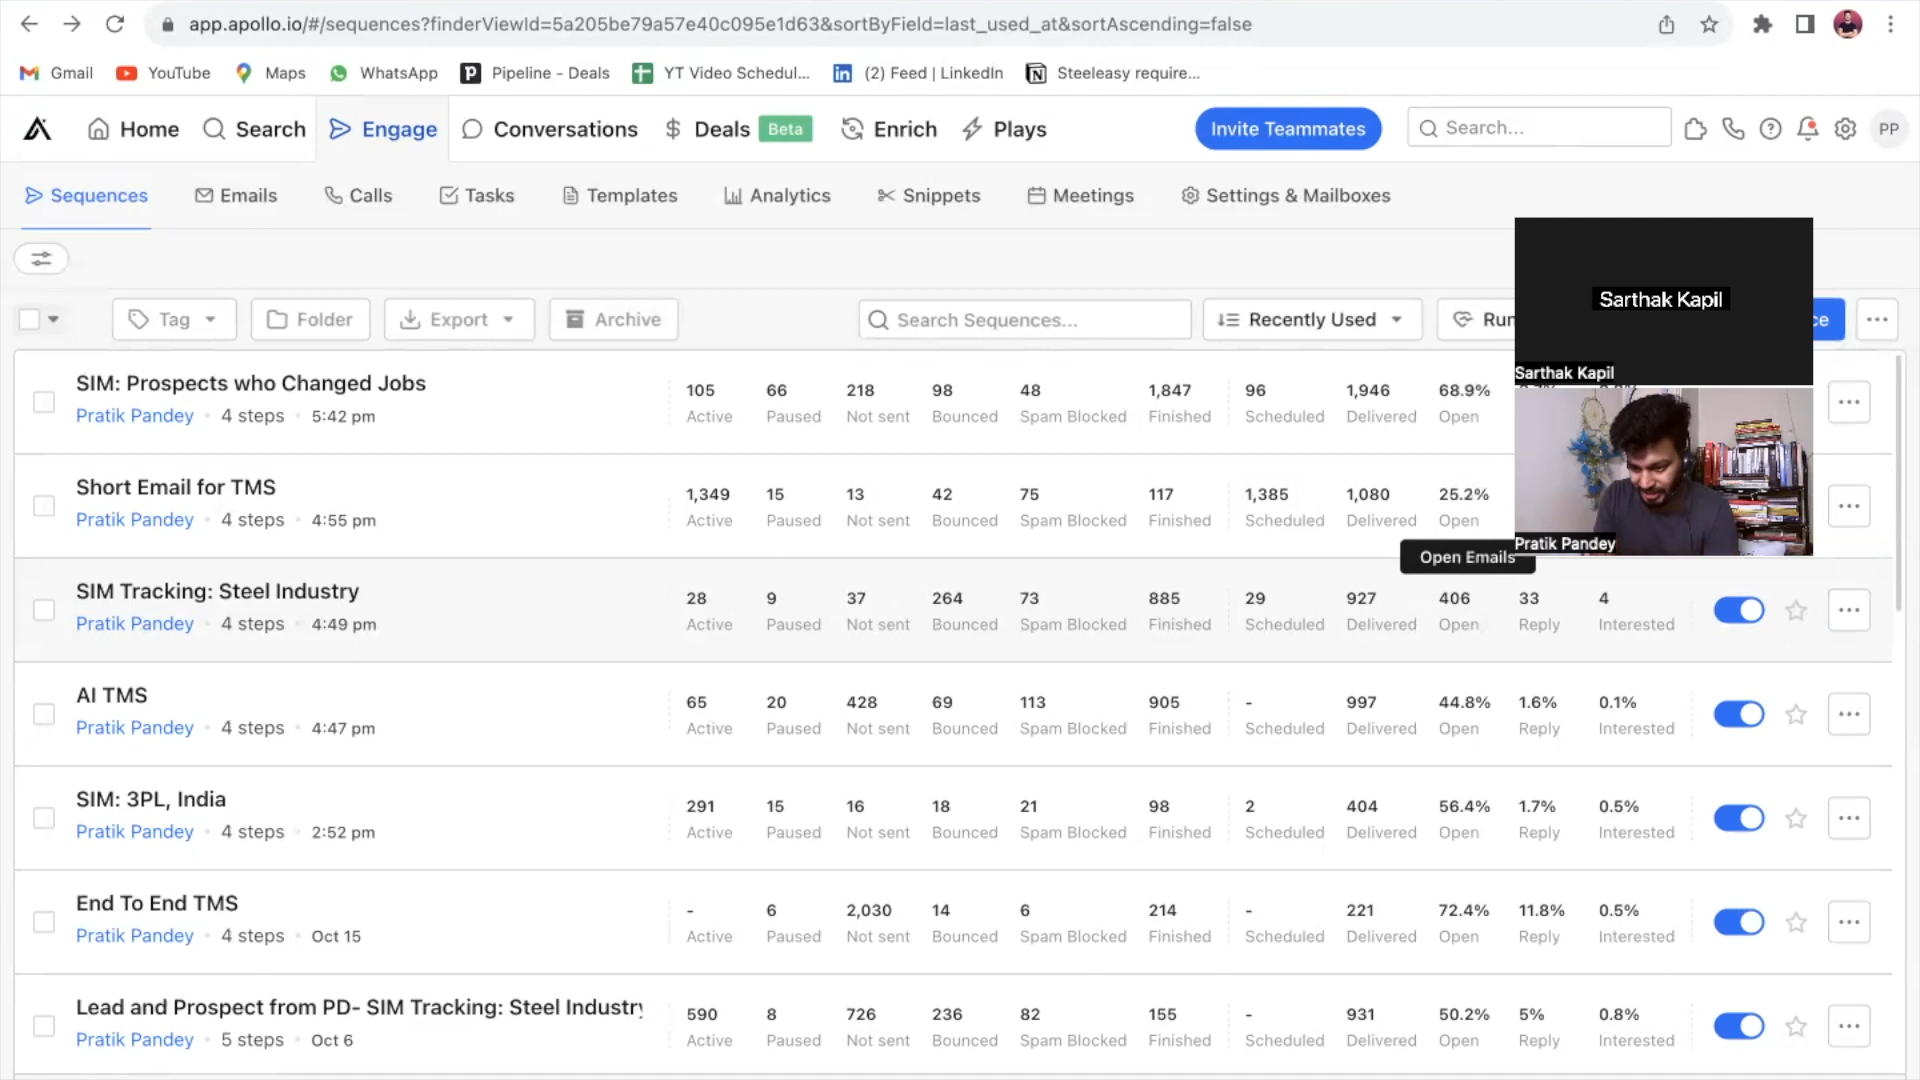 app.apollo.io/#/sequences?finderViewId=5a205be79a57e40c095e1d63&sortByField=last_used_at&sortAscending=false
Gmail YouTube Maps WhatsApp Pipeline - Deals YT Video Schedul... (2) Feed | LinkedIn Steeleasy require...
Home Search Engage Conversations Deals Beta Enrich Plays Invite Teammates Search... PP
Sequences Emails Calls Tasks Templates Analytics Snippets Meetings Settings & Mailboxes
Tag Folder Export Archive Search Sequences... Recently Used Run ce
Sarthak Kapil
Sarthak Kapil
SIM: Prospects who Changed Jobs
Pratik Pandey • 4 steps • 5:42 pm
105 66 218 98 48 1,847 96 1,946 68.9%
Active Paused Not sent Bounced Spam Blocked Finished Scheduled Delivered Open
Short Email for TMS
Pratik Pandey • 4 steps • 4:55 pm
1,349 15 13 42 75 117 1,385 1,080 25.2%
Active Paused Not sent Bounced Spam Blocked Finished Scheduled Delivered Open
Pratik Pandey
Open Emails
SIM Tracking: Steel Industry
Pratik Pandey • 4 steps • 4:49 pm
28 9 37 264 73 885 29 927 406 33 4
Active Paused Not sent Bounced Spam Blocked Finished Scheduled Delivered Open Reply Interested
AI TMS
Pratik Pandey • 4 steps • 4:47 pm
65 20 428 69 113 905 - 997 44.8% 1.6% 0.1%
Active Paused Not sent Bounced Spam Blocked Finished Scheduled Delivered Open Reply Interested
SIM: 3PL, India
Pratik Pandey • 4 steps • 2:52 pm
291 15 16 18 21 98 2 404 56.4% 1.7% 0.5%
Active Paused Not sent Bounced Spam Blocked Finished Scheduled Delivered Open Reply Interested
End To End TMS
Pratik Pandey • 4 steps • Oct 15
- 6 2,030 14 6 214 - 221 72.4% 11.8% 0.5%
Active Paused Not sent Bounced Spam Blocked Finished Scheduled Delivered Open Reply Interested
Lead and Prospect from PD- SIM Tracking: Steel Industry
Pratik Pandey • 5 steps • Oct 6
590 8 726 236 82 155 - 931 50.2% 5% 0.8%
Active Paused Not sent Bounced Spam Blocked Finished Scheduled Delivered Open Reply Interested